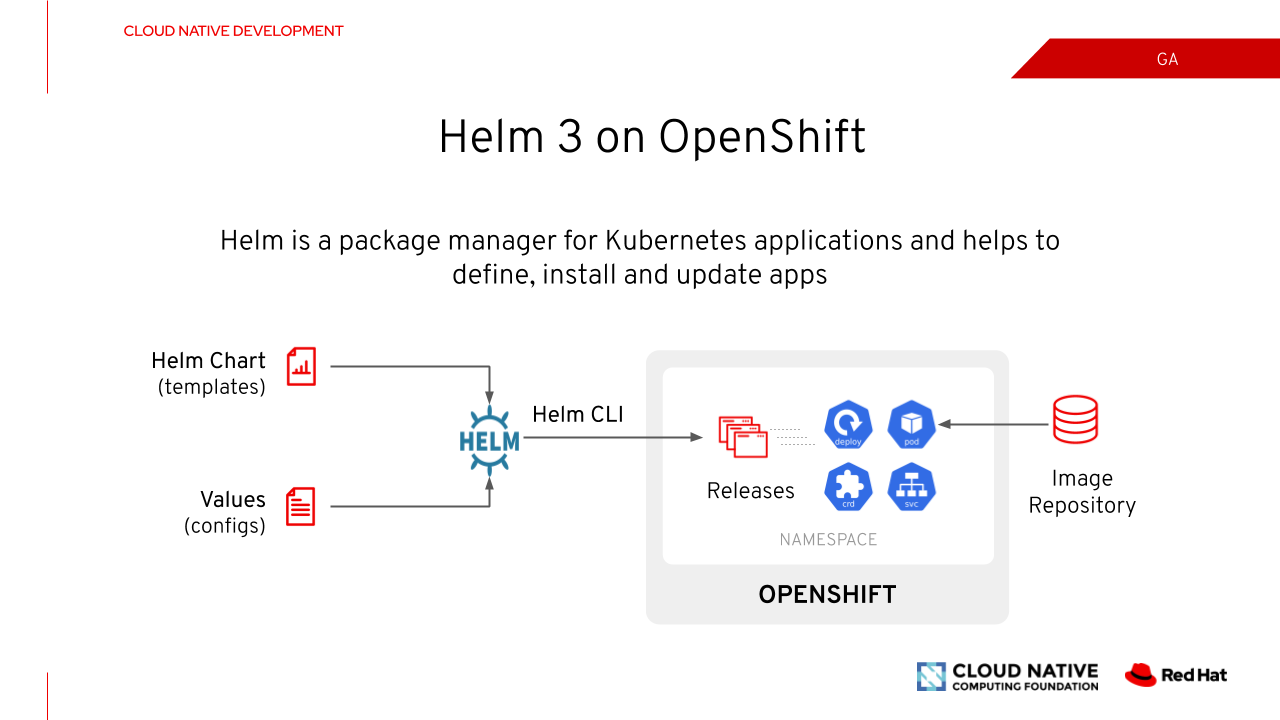 CLOUD NATIVE DEVELOPMENT
GA
Helm 3 on OpenShift
Helm is a package manager for Kubernetes applications and helps to
define, install and update apps
Helm Chart
(templates)
Values
(configs)
HELM
Helm CLI
Releases
deploy
pod
crd
svc
NAMESPACE
OPENSHIFT
Image
Repository
CLOUD NATIVE
COMPUTING FOUNDATION
Red Hat